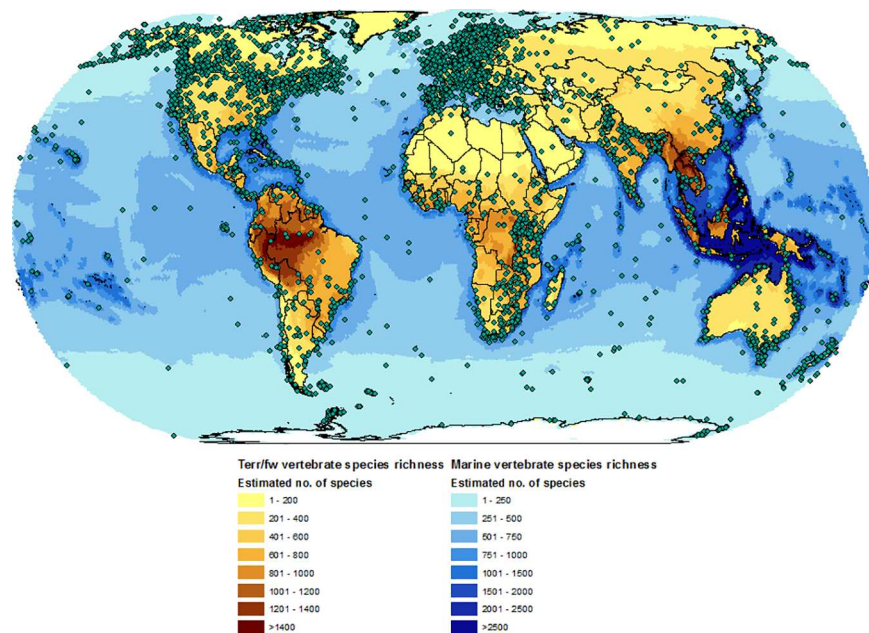 Terr/fw vertebrate species richness
Estimated no. of species
1 - 200
201 - 400
401 - 600
601 - 800
801 - 1000
1001 - 1200
1201 - 1400
>1400
Marine vertebrate species richness
Estimated no. of species
1 - 250
251 - 500
501 - 750
751 - 1000
1001 - 1500
1501 - 2000
2001 - 2500
>2500